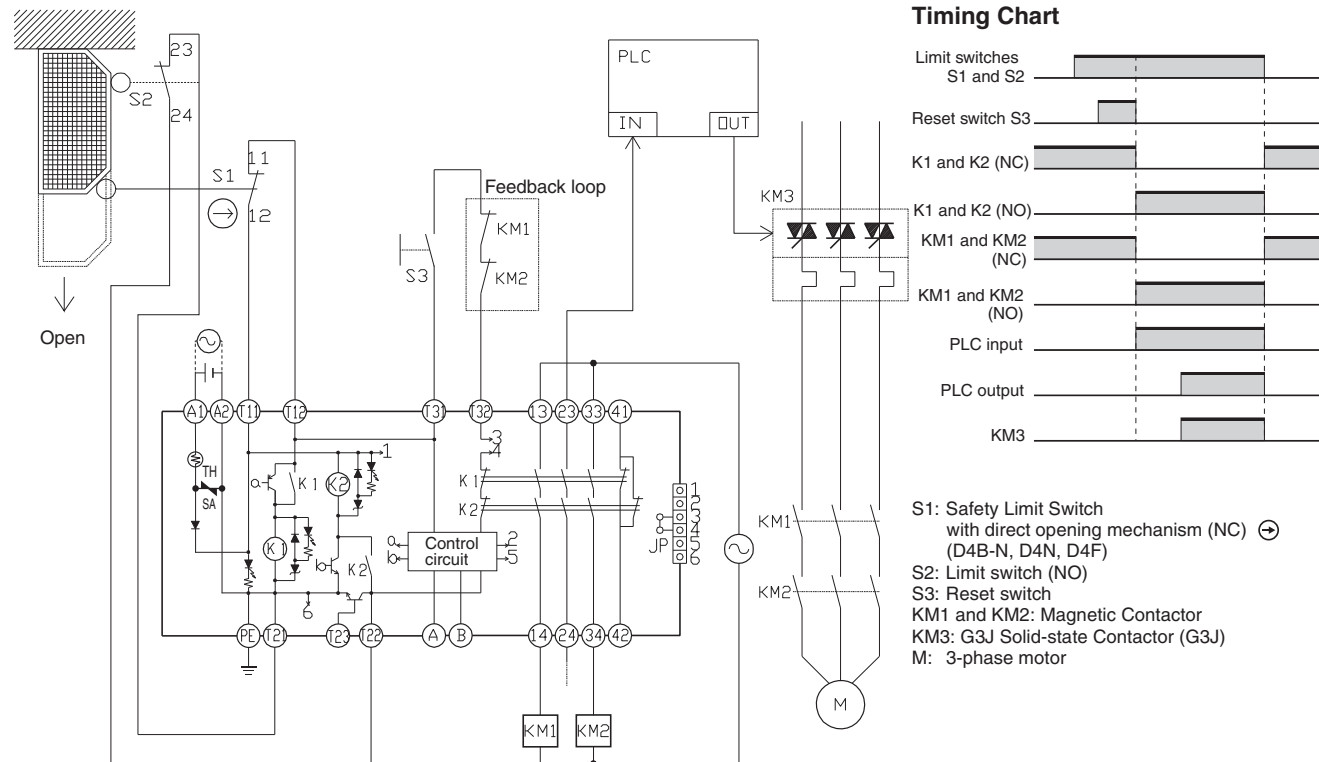 Timing Chart
Limit switches
S1 and S2
Reset switch S3
K1 and K2 (NC)
K1 and K2 (NO)
KM1 and KM2
(NC)
KM1 and KM2
(NO)
PLC input
PLC output
KM3
S1: Safety Limit Switch
with direct opening mechanism (NC)
(D4B-N, D4N, D4F)
S2: Limit switch (NO)
S3: Reset switch
KM1 and KM2: Magnetic Contactor
KM3: G3J Solid-state Contactor (G3J)
M: 3-phase motor
23
S2
24
11
S1
12
Open
PLC
IN
OUT
Feedback loop
KM1
KM2
S3
KM3
A1 A2 T11 T12 T31 T32 13 23 33 41
3
4
1
TH
SA
a
K1
K2
K1
b
K2
6
K1
K2
a
b
Control
circuit
2
5
JP
1
2
3
4
5
6
PE T21 T23 T22 A B 14 24 34 42
KM1
KM2
KM1
KM2
M